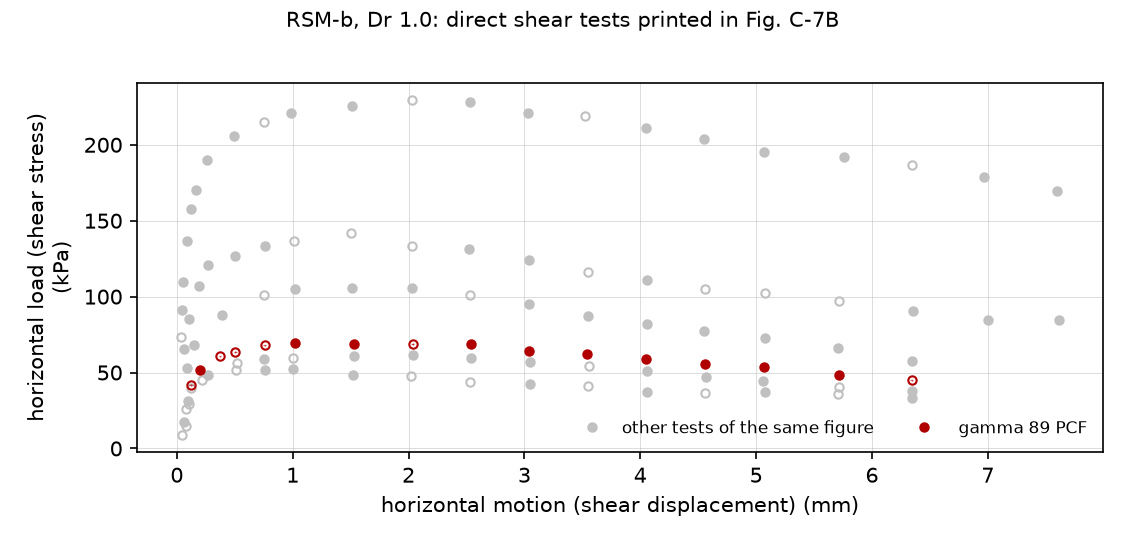 RSM-b, Dr 1.0: direct shear tests printed in Fig. C-7B
horizontal load (shear stress)
(kPa)
200
150
100
50
0
other tests of the same figure
gamma 89 PCF
0 1 2 3 4 5 6 7
horizontal motion (shear displacement) (mm)